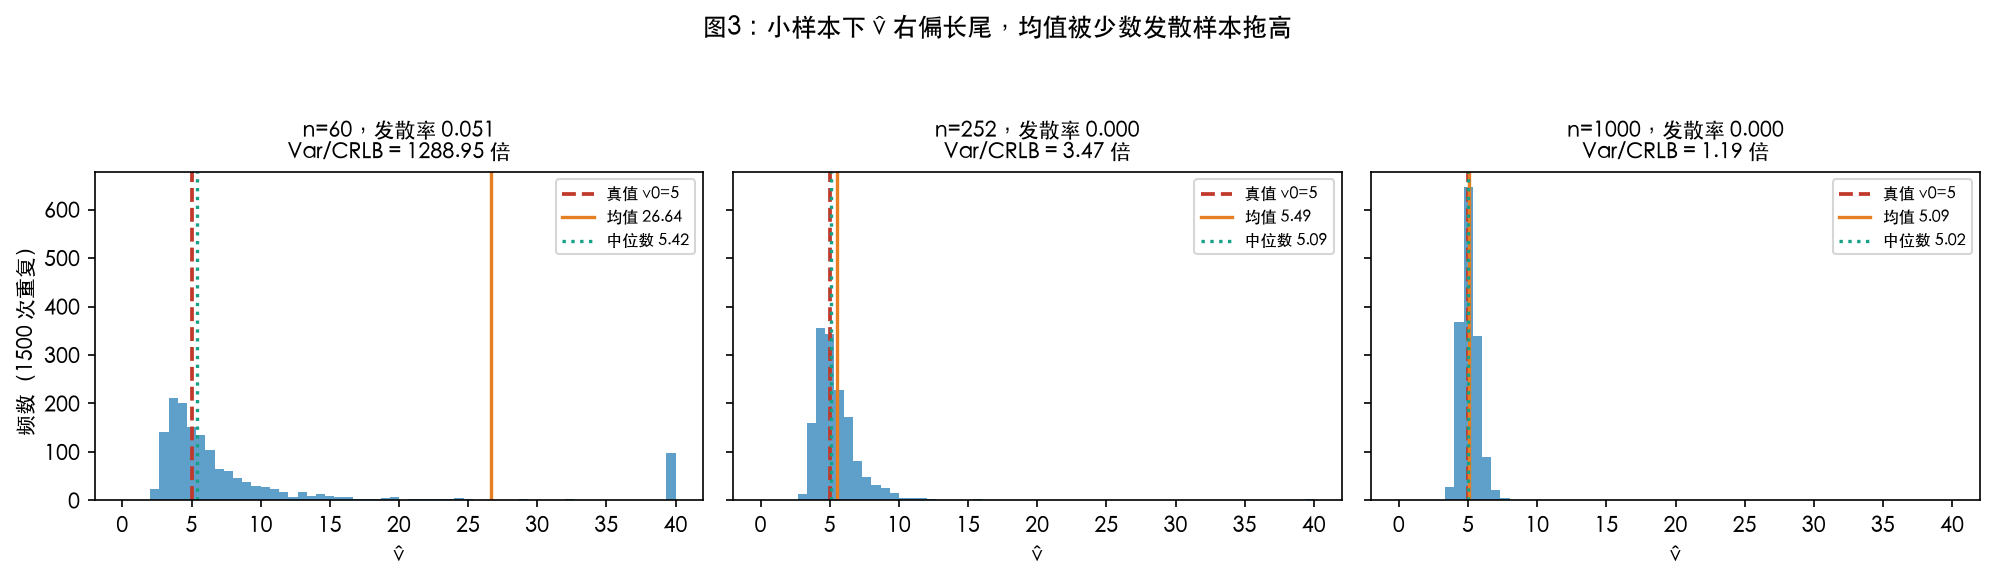 图3：小样本下 v̂ 右偏长尾，均值被少数发散样本拖高
n=60，发散率 0.051
Var/CRLB = 1288.95 倍
真值 v0=5
均值 26.64
中位数 5.42
频数（1500 次重复）
600
500
400
300
200
100
0
0 5 10 15 20 25 30 35 40
v̂
n=252，发散率 0.000
Var/CRLB = 3.47 倍
真值 v0=5
均值 5.49
中位数 5.09
0 5 10 15 20 25 30 35 40
v̂
n=1000，发散率 0.000
Var/CRLB = 1.19 倍
真值 v0=5
均值 5.09
中位数 5.02
0 5 10 15 20 25 30 35 40
v̂